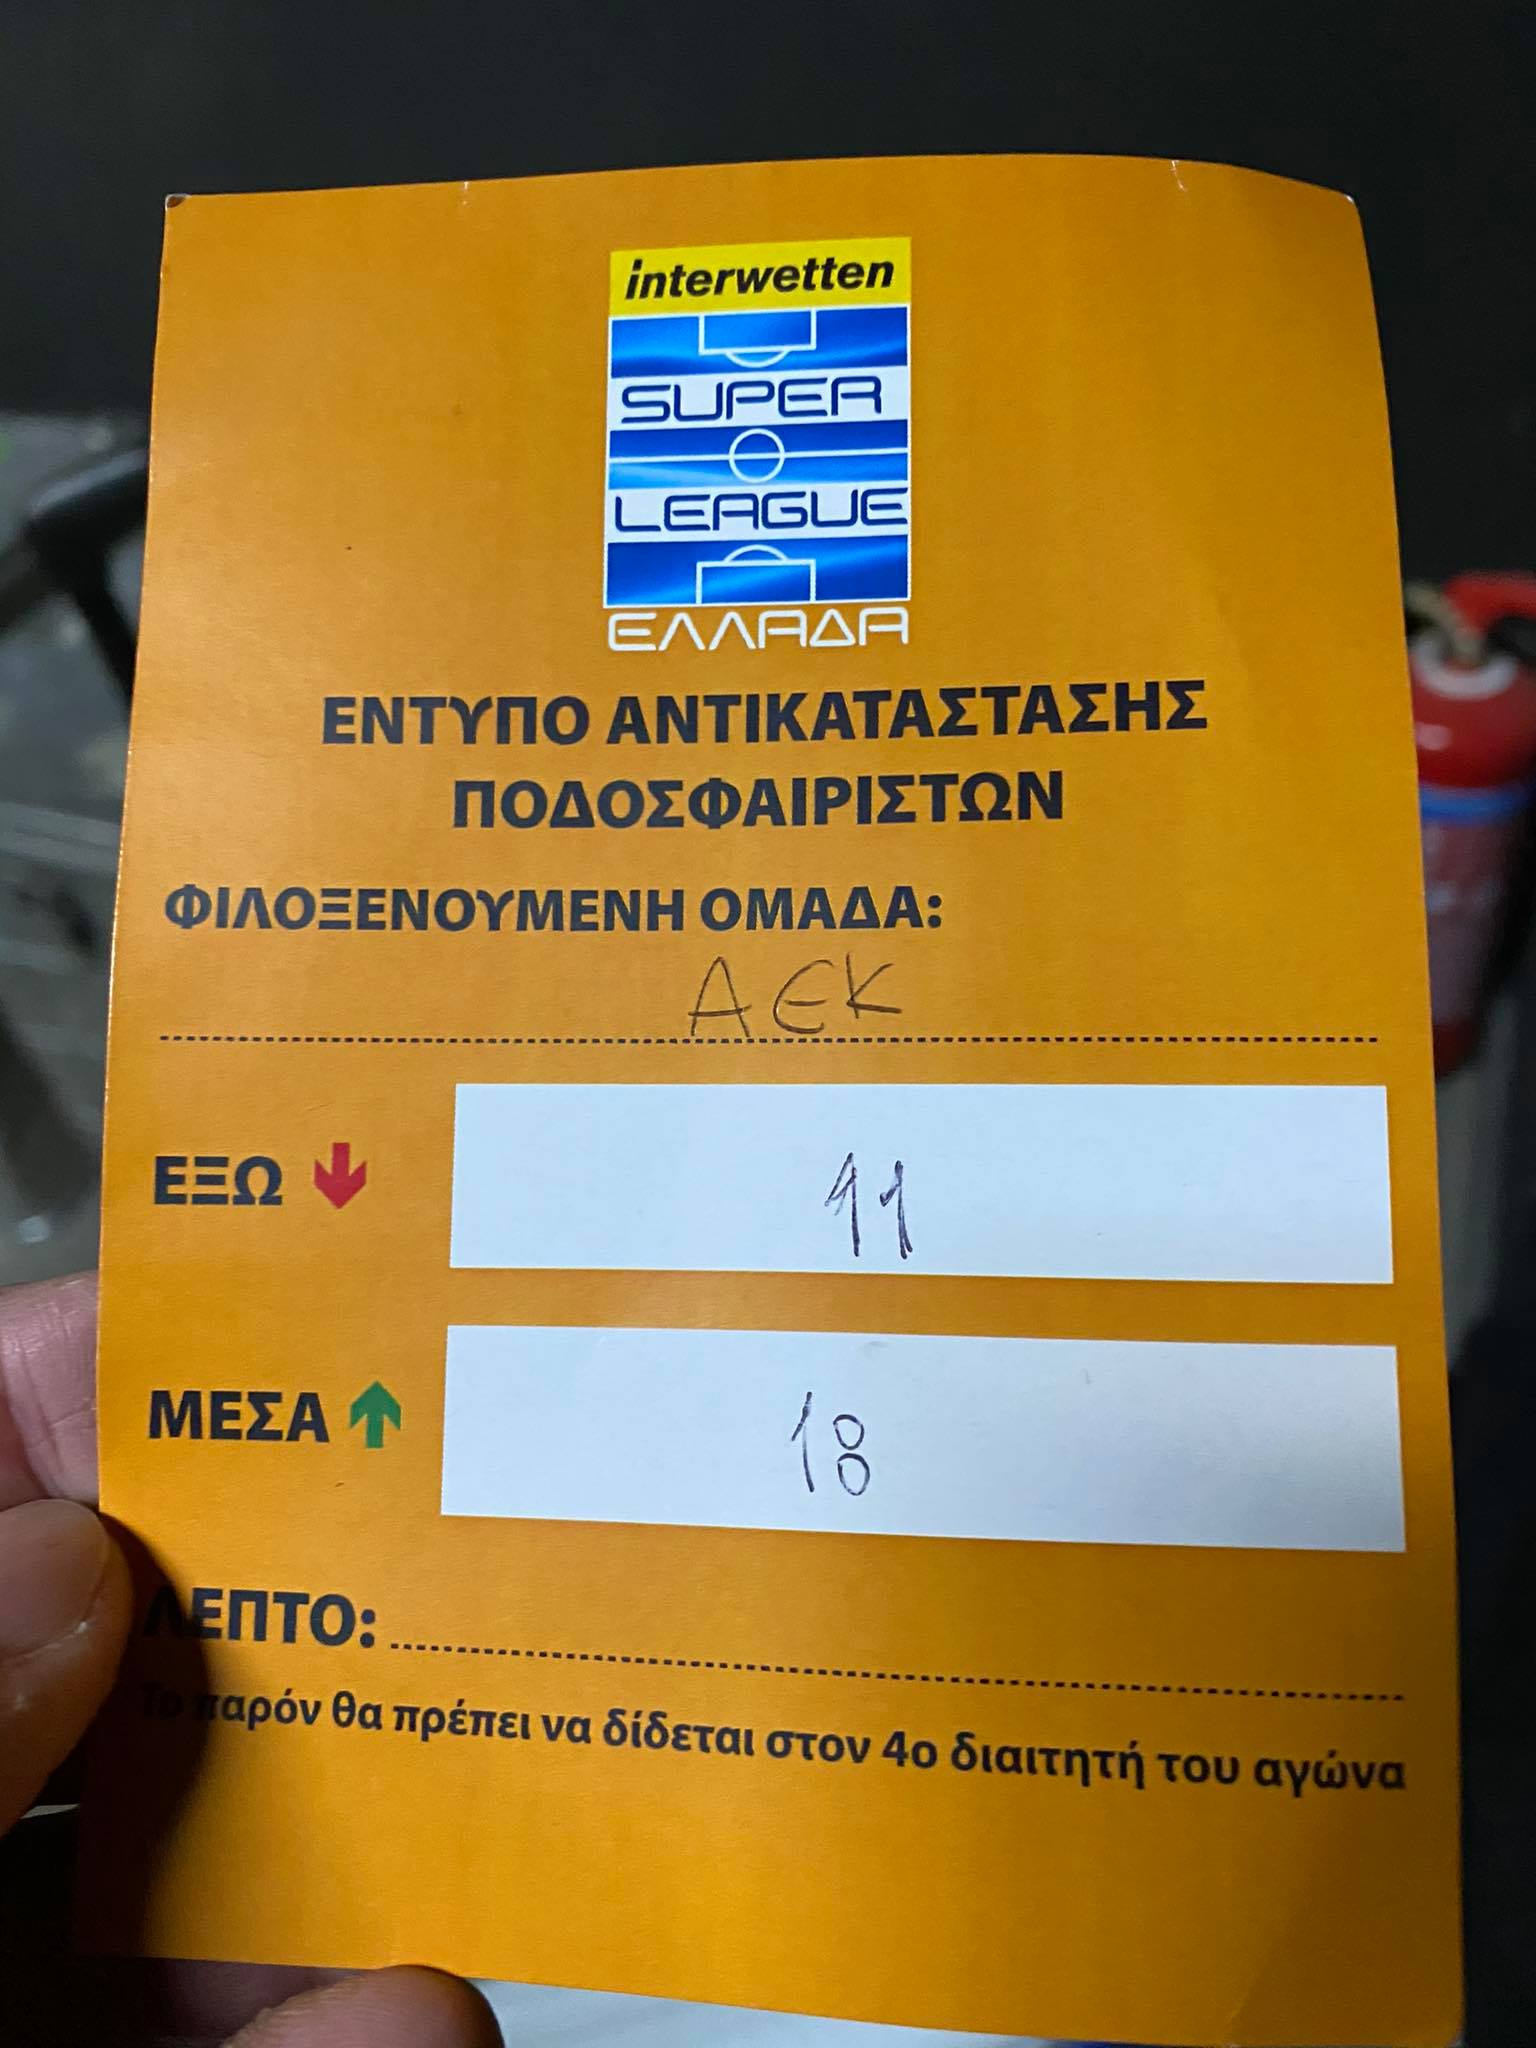 interwetten
SUPER
LEAGUE
ΕΛΛΑΔΑ
ΕΝΤΥΠΟ ΑΝΤΙΚΑΤΑΣΤΑΣΗΣ
ΠΟΔΟΣΦΑΙΡΙΣΤΩΝ
ΦΙΛΟΞΕΝΟΥΜΕΝΗ ΟΜΑΔΑ:
ΑΕΚ
ΕΞΩ 11
ΜΕΣΑ 18
ΛΕΠΤΟ:
Το παρόν θα πρέπει να δίδεται στον 4ο διαιτητή του αγώνα